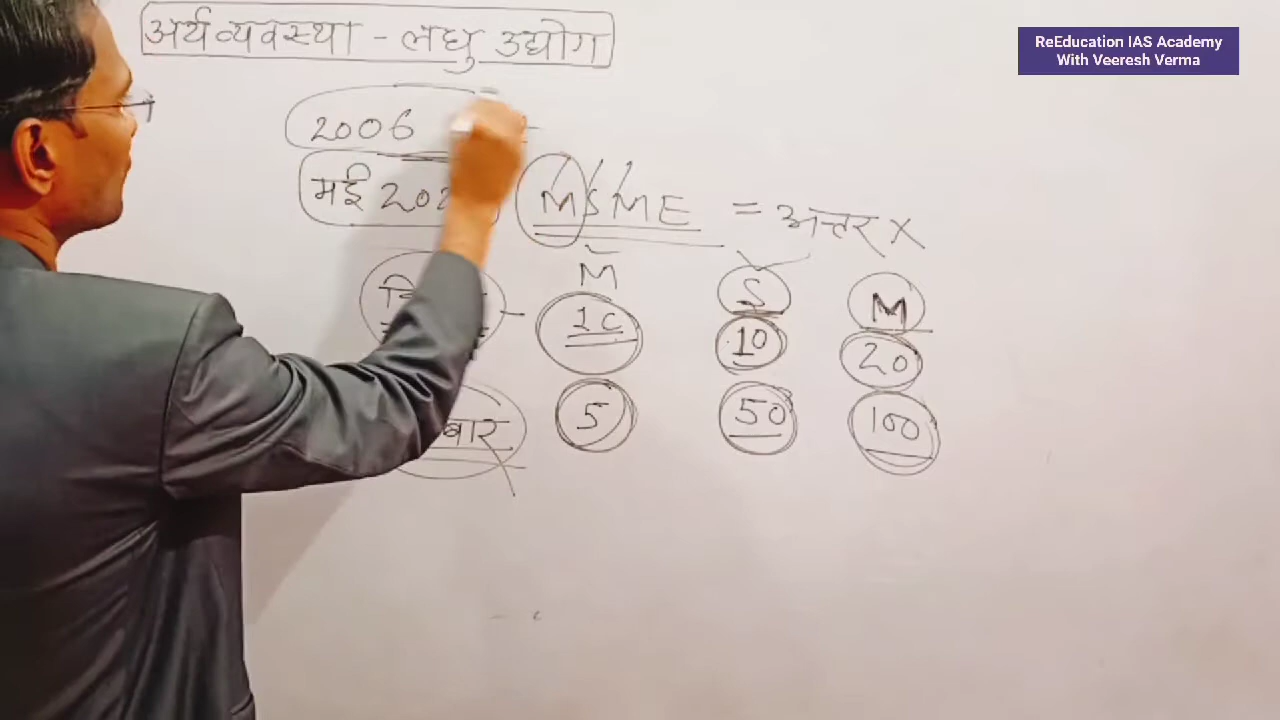 ReEducation IAS Academy
With Veeresh Verma
अर्थव्यवस्था - लघु उद्योग
2006
मई
MSME = अन्तर X
M S M
1C 10 20
5 50 100